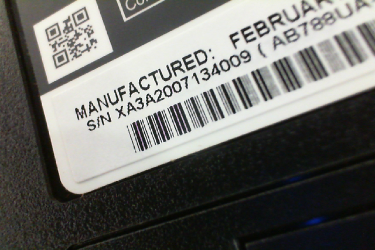 MANUFACTURED: FEBRUAR
S/N XA3A2007134009 ( AB788UA